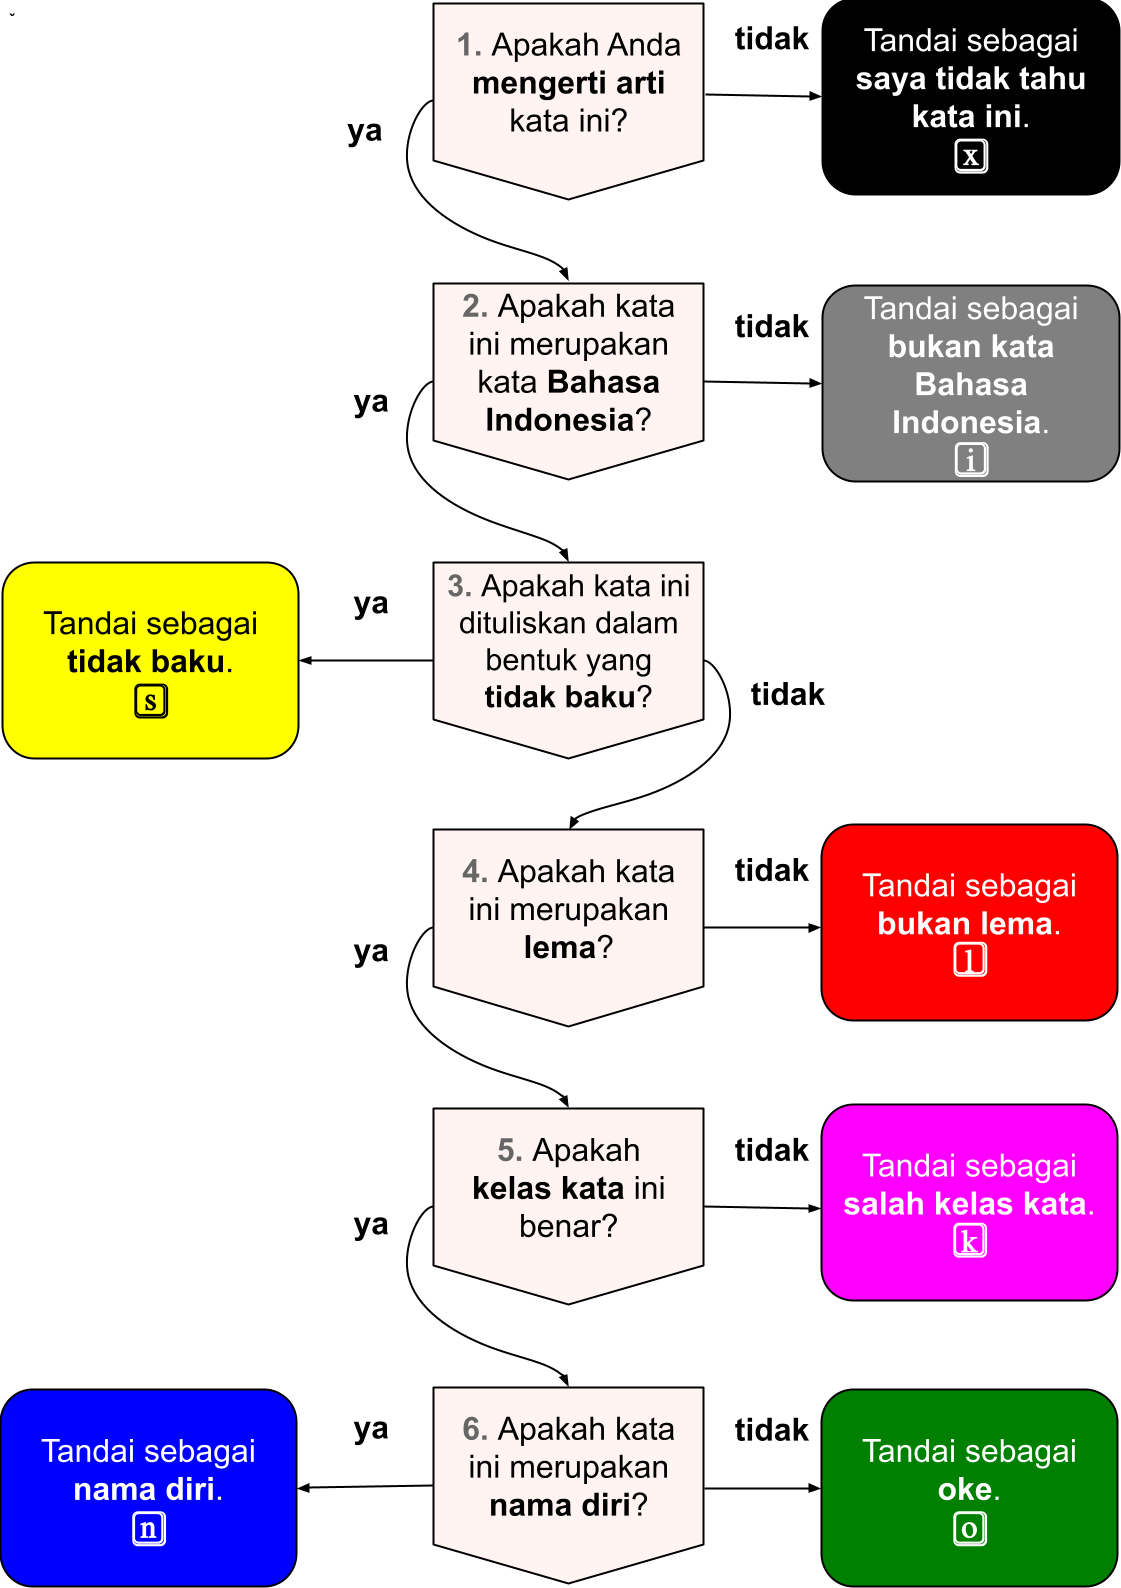 1. Apakah Anda
mengerti arti
kata ini?
tidak
Tandai sebagai
saya tidak tahu
kata ini.
x
ya
2. Apakah kata
ini merupakan
kata Bahasa
Indonesia?
tidak
Tandai sebagai
bukan kata
Bahasa
Indonesia.
i
ya
3. Apakah kata ini
dituliskan dalam
bentuk yang
tidak baku?
ya
Tandai sebagai
tidak baku.
s
tidak
4. Apakah kata
ini merupakan
lema?
tidak
Tandai sebagai
bukan lema.
l
ya
5. Apakah
kelas kata ini
benar?
tidak
Tandai sebagai
salah kelas kata.
k
ya
6. Apakah kata
ini merupakan
nama diri?
ya
Tandai sebagai
nama diri.
n
tidak
Tandai sebagai
oke.
o